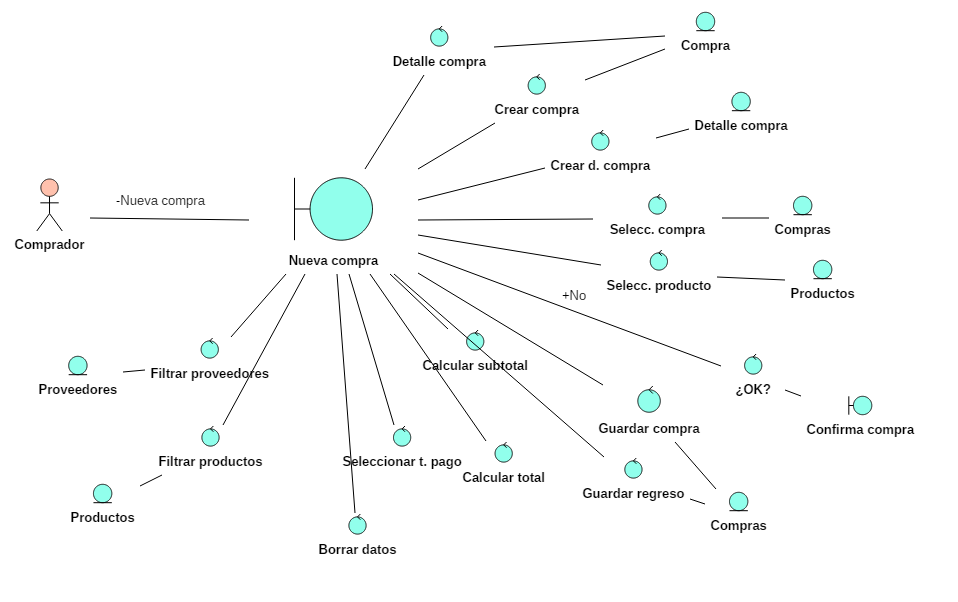 Compra
Detalle compra
Crear compra
Detalle compra
Crear d. compra
-Nueva compra
Selecc. compra
Compras
Comprador
Nueva compra
Selecc. producto
Productos
+No
Calcular subtotal
Proveedores
Filtrar proveedores
¿OK?
Guardar compra
Confirma compra
Filtrar productos
Seleccionar t. pago
Calcular total
Guardar regreso
Productos
Compras
Borrar datos